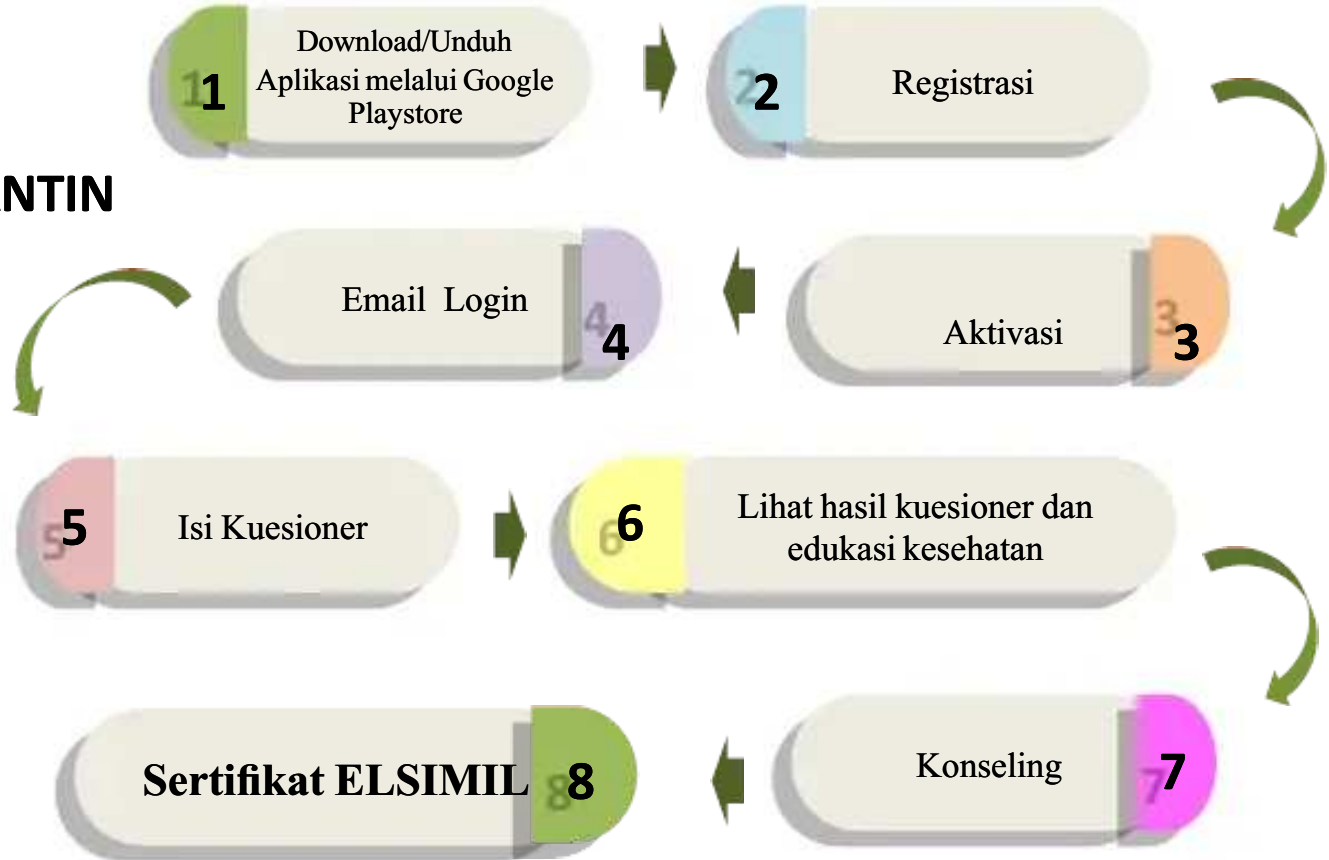 1
Download/Unduh
Aplikasi melalui Google
Playstore
2
Registrasi
NTIN
3
Aktivasi
4
Email Login
5
Isi Kuesioner
6
Lihat hasil kuesioner dan
edukasi kesehatan
7
Konseling
8
Sertifikat ELSIMIL